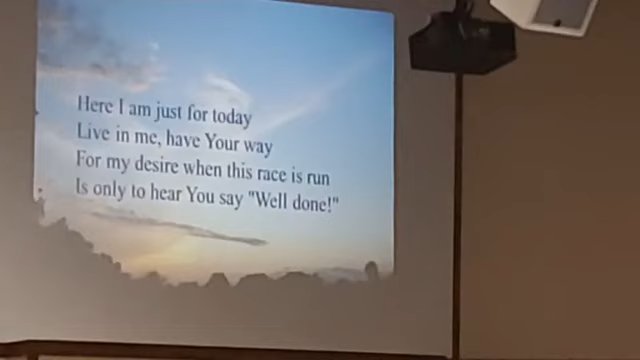 Here I am just for today
Live in me, have Your way
For my desire when this race is run
Is only to hear You say "Well done!"